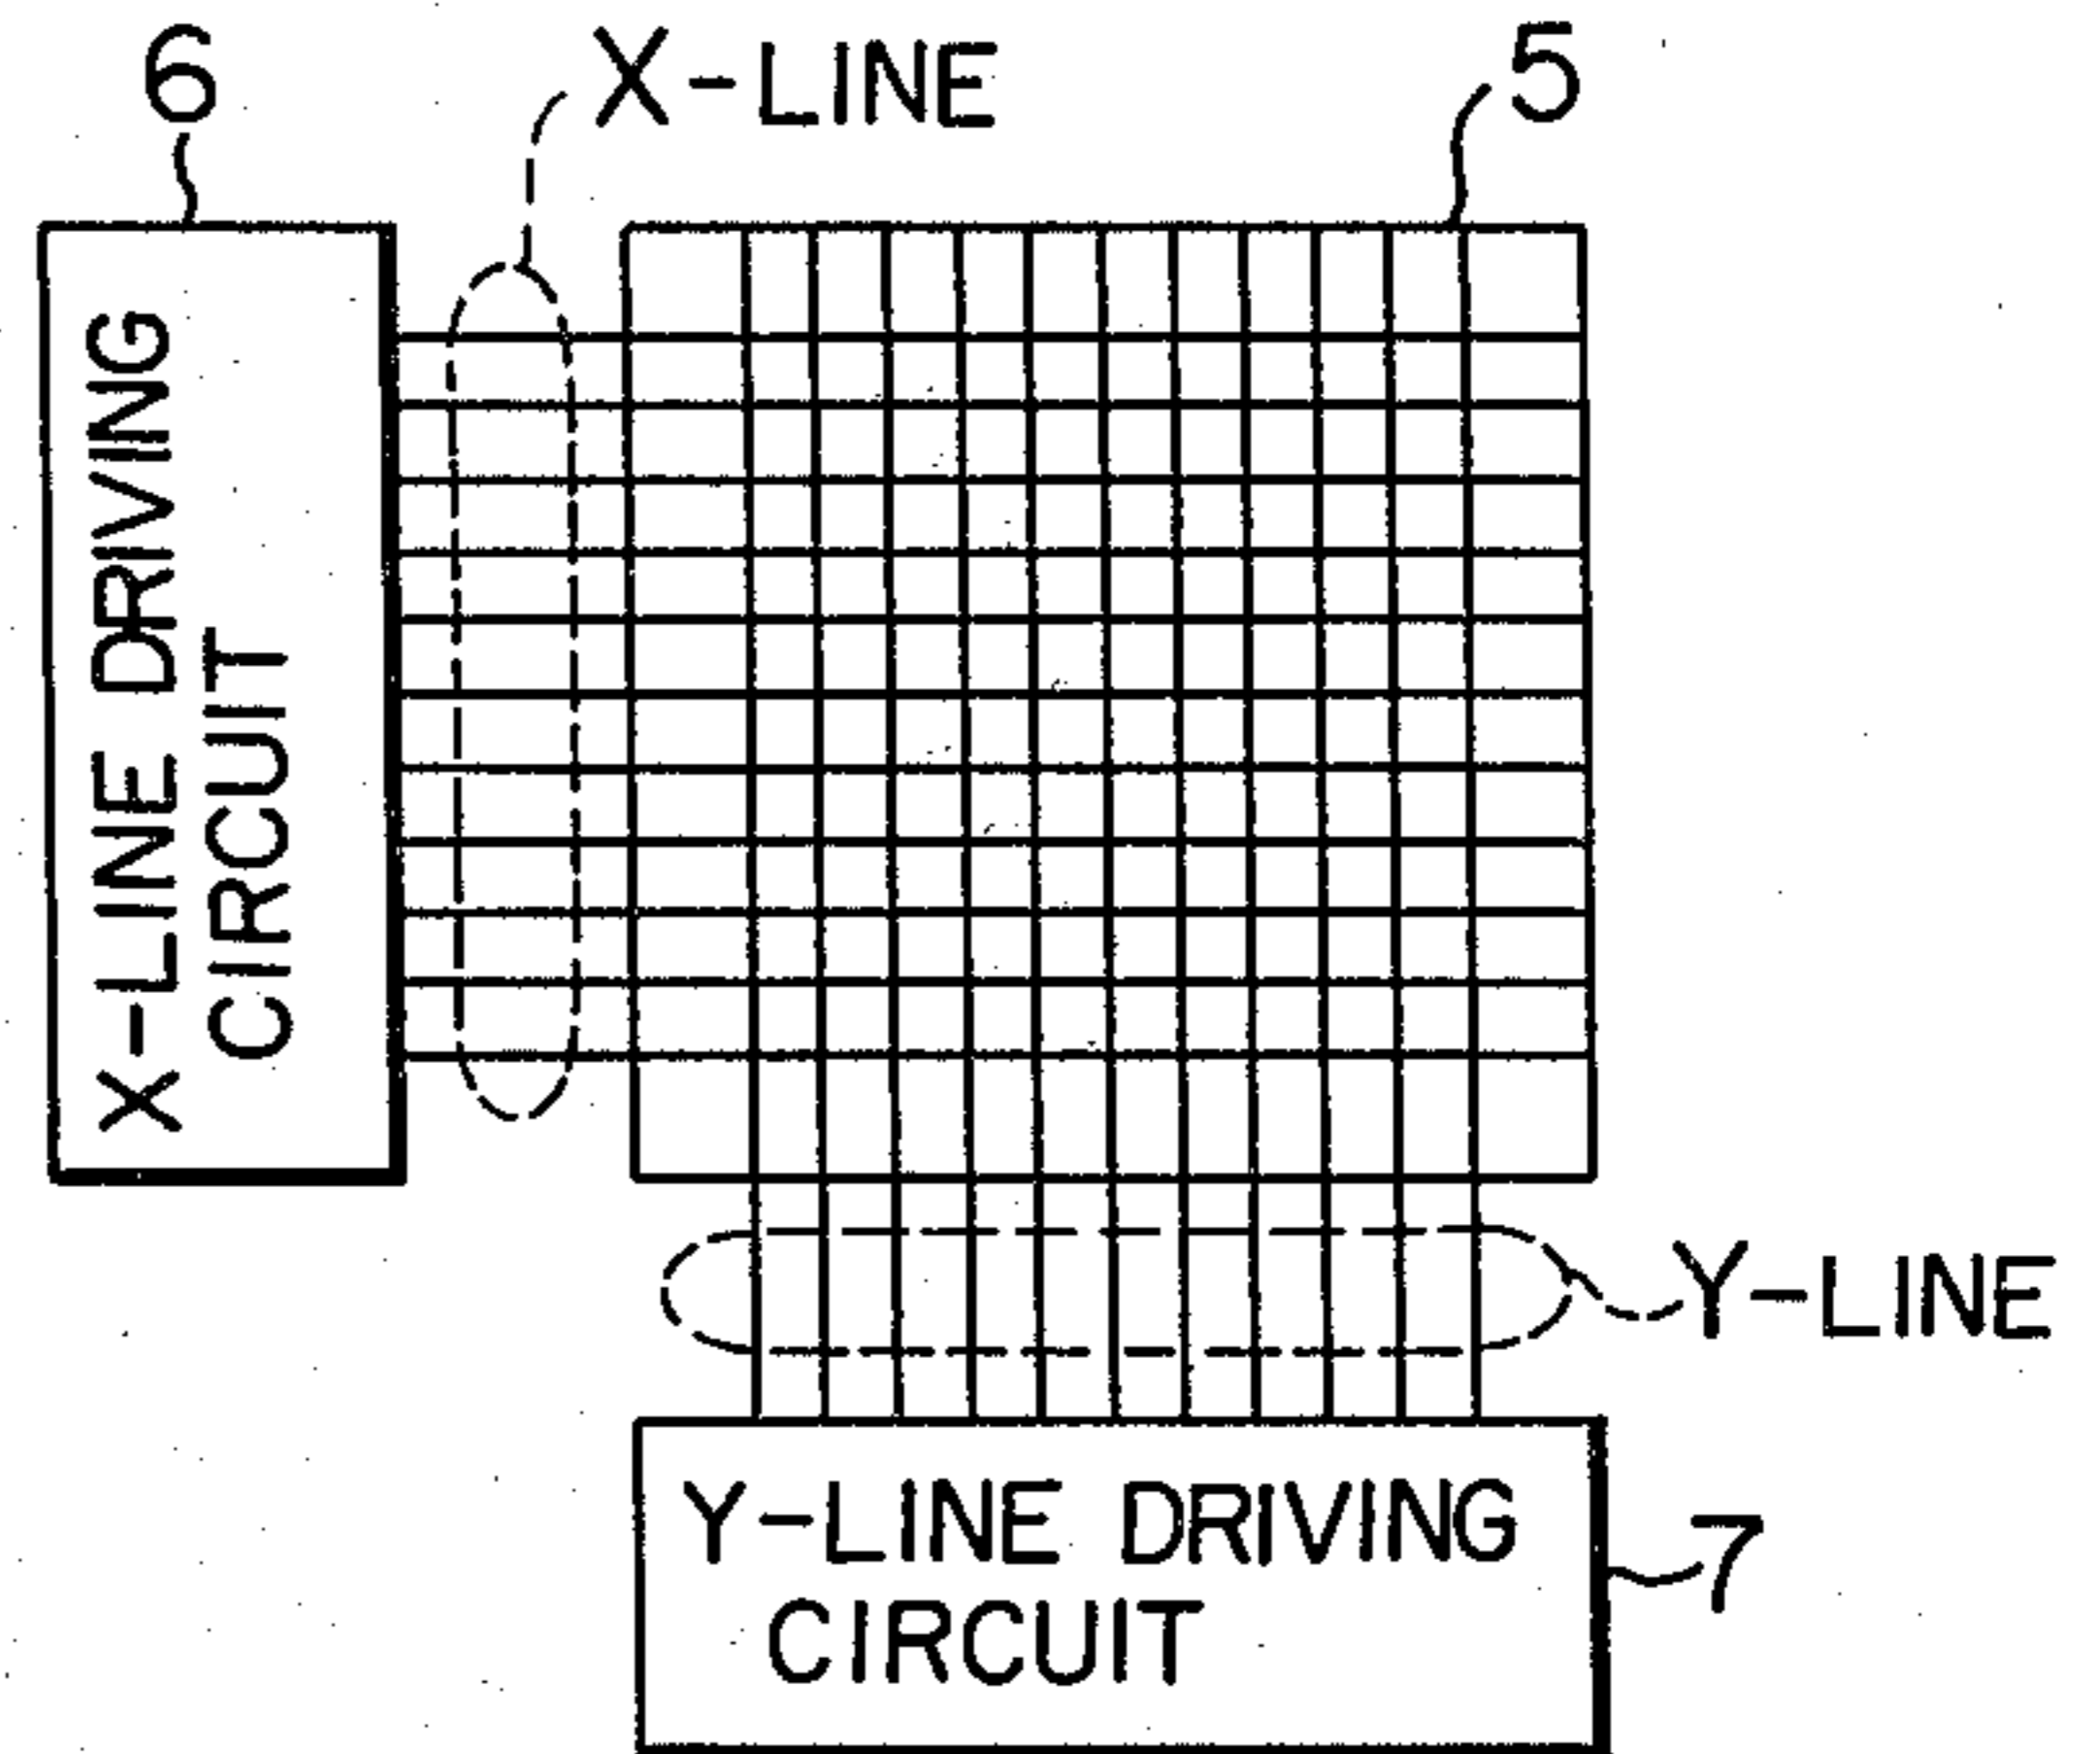 6
X-LINE
5
X-LINE DRIVING
CIRCUIT
Y-LINE
Y-LINE DRIVING
CIRCUIT
7